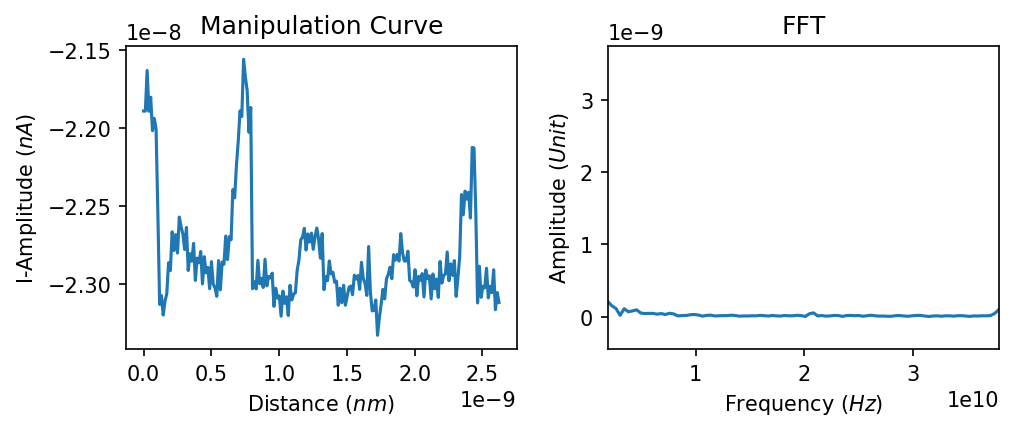 Manipulation Curve
1e−8
−2.15
−2.20
−2.25
−2.30
I-Amplitude (nA)
0.0 0.5 1.0 1.5 2.0 2.5
Distance (nm)
1e−9
FFT
1e−9
3
2
1
0
Amplitude (Unit)
1 2 3
Frequency (Hz)
1e10